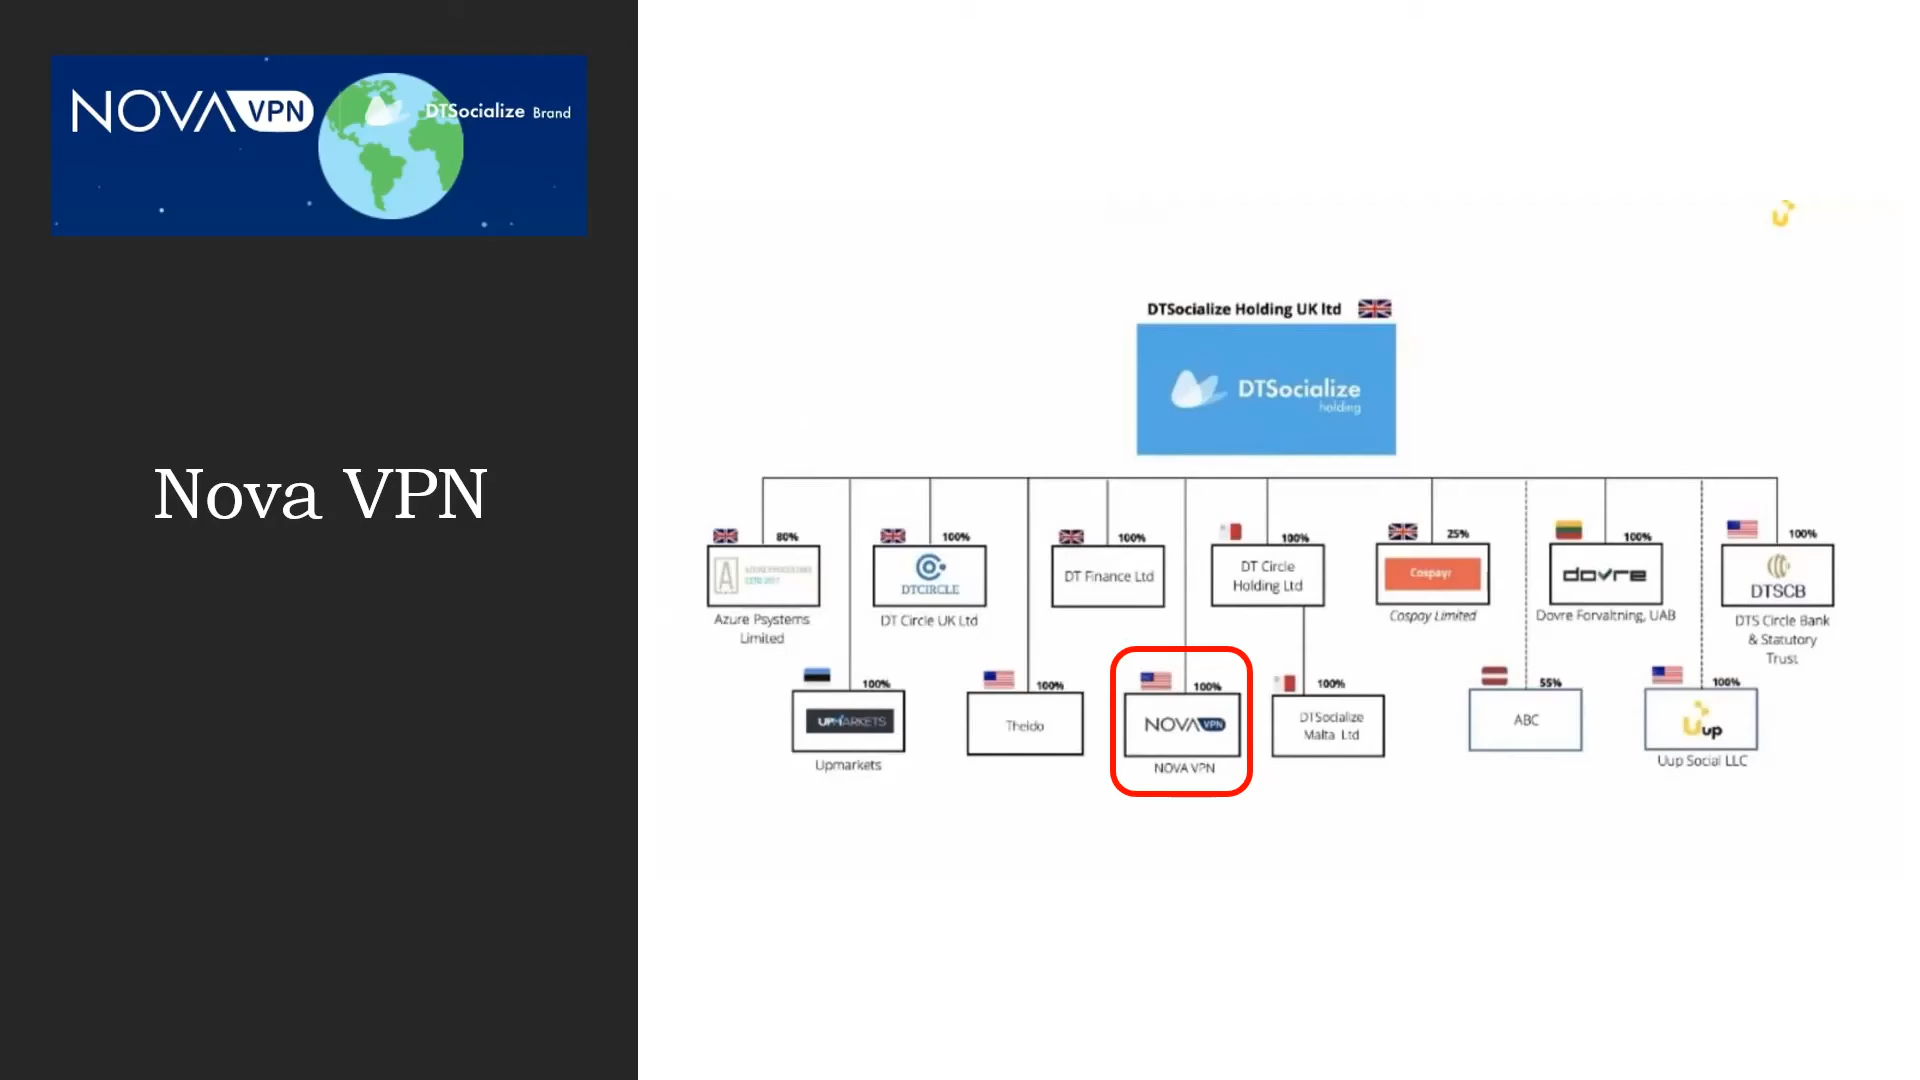 NOVA VPN
DTSocialize Brand
Nova VPN
DTSocialize Holding UK ltd
DTSocialize
holding
80%
100%
100%
100%
25%
100%
100%
DTCIRCLE
DT Finance Ltd
DT Circle
Holding Ltd
Cospayr
dovre
DTSCB
Azure Psystems
Limited
DT Circle UK Ltd
Cospay Limited
Dovre Forvaltning, UAB
DTS Circle Bank
& Statutory
Trust
100%
100%
100%
100%
55%
100%
UPMARKETS
Theido
NOVA VPN
DTSocialize
Malta Ltd
ABC
Uup
Upmarkets
NOVA VPN
Uup Social LLC